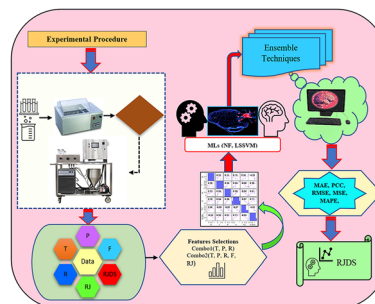 Experimental Procedure
Ensemble
Techniques
MLs (NF, LSSVM)
MAE, PCC,
RMSE, MSE,
MAPE,
RJDS
P
T
F
Data
R
RJDS
RJ
Features Selections
Combo1(T, P, R)
Combo2(T, P, R, F,
RJ)